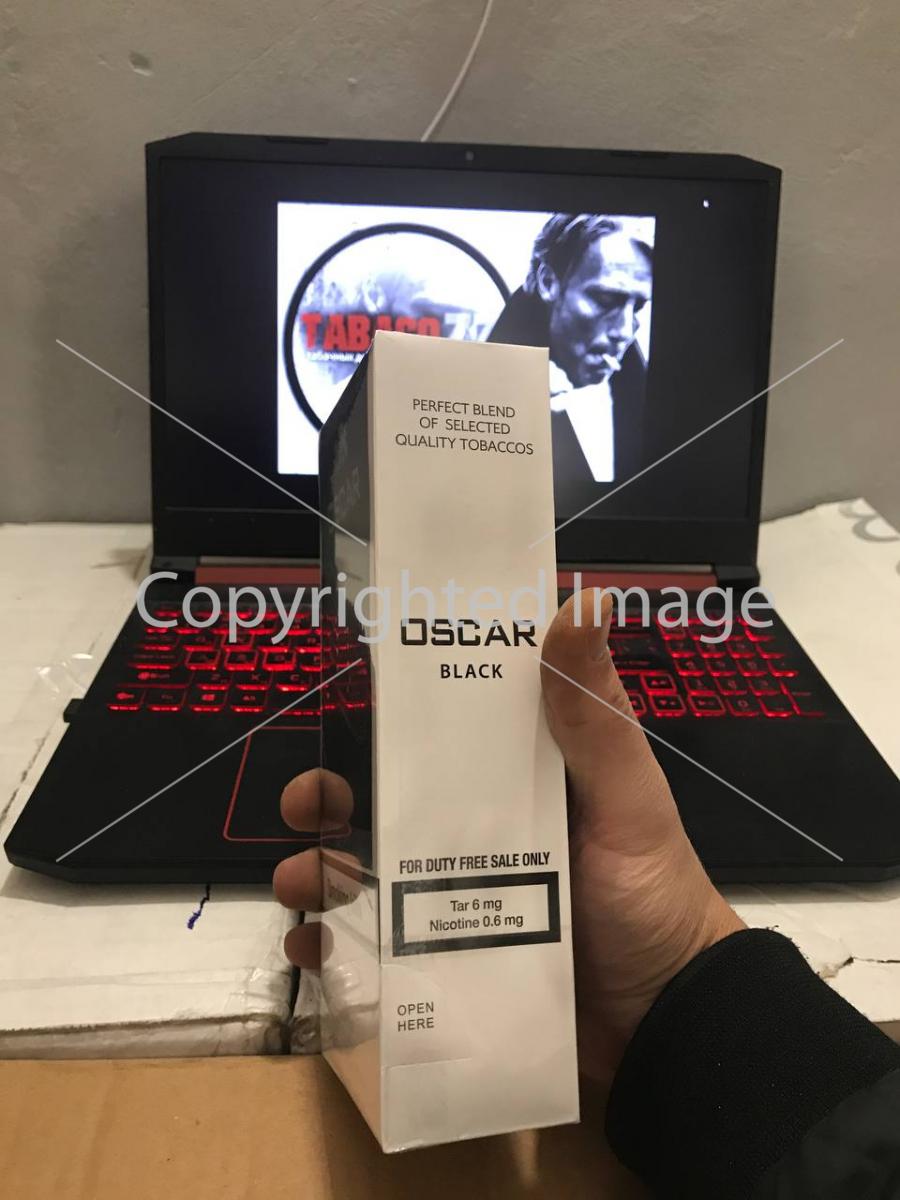 TABACO
PERFECT BLEND
OF SELECTED
QUALITY TOBACCOS
Copyrighted Image
OSCAR
BLACK
FOR DUTY FREE SALE ONLY
Tar 6 mg
Nicotine 0.6 mg
OPEN
HERE